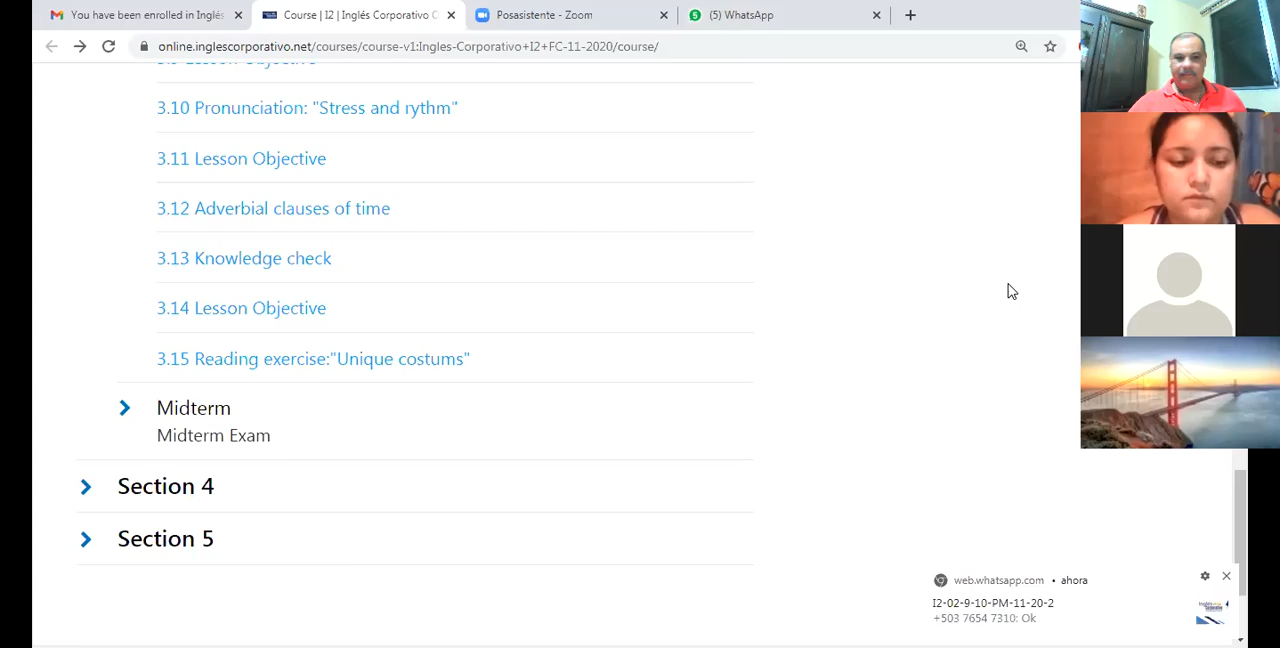 You have been enrolled in Inglés
Course | I2 | Inglés Corporativo C
Posasistente - Zoom
(5) WhatsApp
online.inglescorporativo.net/courses/course-v1:Ingles-Corporativo+I2+FC-11-2020/course/
3.9 Lesson Objective
3.10 Pronunciation: "Stress and rythm"
3.11 Lesson Objective
3.12 Adverbial clauses of time
3.13 Knowledge check
3.14 Lesson Objective
3.15 Reading exercise:"Unique costums"
Midterm
Midterm Exam
Section 4
Section 5
web.whatsapp.com • ahora
I2-02-9-10-PM-11-20-2
+503 7654 7310: Ok